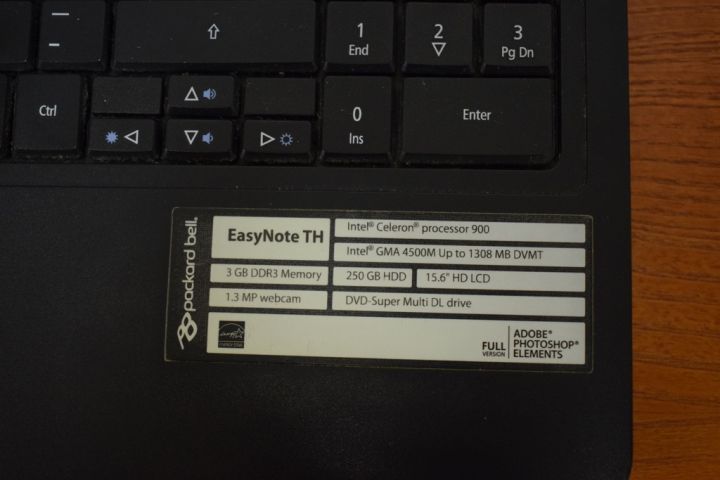 1
End
2
3
Pg Dn
Ctrl
0
Ins
Enter
packard bell.
EasyNote TH
Intel® Celeron® processor 900
Intel® GMA 4500M Up to 1308 MB DVMT
3 GB DDR3 Memory
250 GB HDD
15.6" HD LCD
1.3 MP webcam
DVD-Super Multi DL drive
ENERGY STAR
FULL
VERSION
ADOBE®
PHOTOSHOP®
ELEMENTS